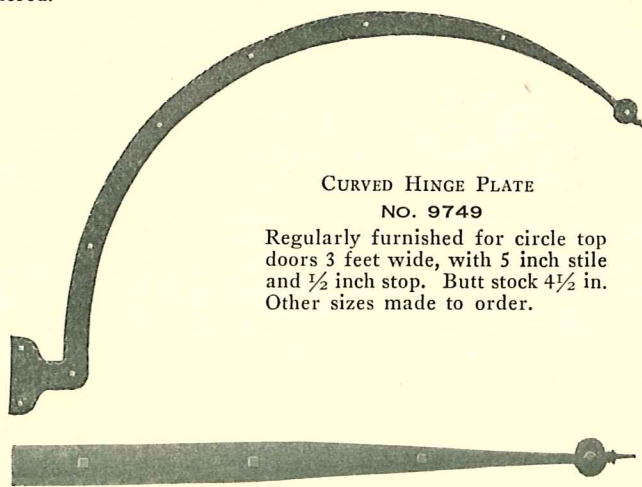 CURVED HINGE PLATE
NO. 9749
Regularly furnished for circle top
doors 3 feet wide, with 5 inch stile
and ½ inch stop. Butt stock 4½ in.
Other sizes made to order.